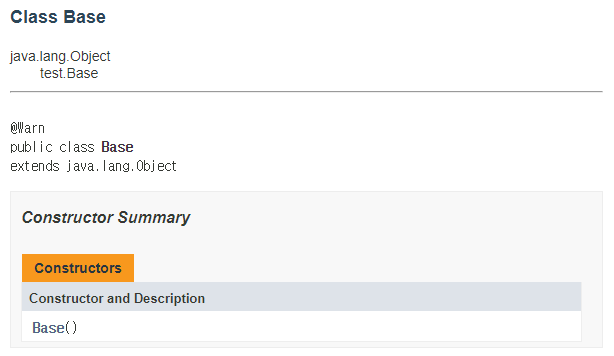 Class Base
java.lang.Object
test.Base
@Warn
public class Base
extends java.lang.Object
Constructor Summary
Constructors
Constructor and Description
Base()